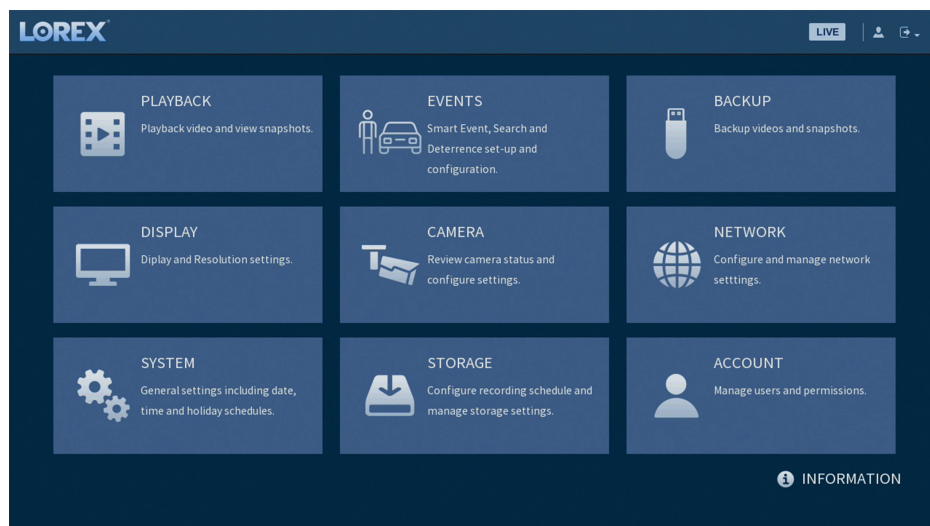 LOREX
LIVE
PLAYBACK
Playback video and view snapshots.
EVENTS
Smart Event, Search and
Deterrence set-up and
configuration.
BACKUP
Backup videos and snapshots.
DISPLAY
Diplay and Resolution settings.
CAMERA
Review camera status and
configure settings.
NETWORK
Configure and manage network
setttings.
SYSTEM
General settings including date,
time and holiday schedules.
STORAGE
Configure recording schedule and
manage storage settings.
ACCOUNT
Manage users and permissions.
INFORMATION